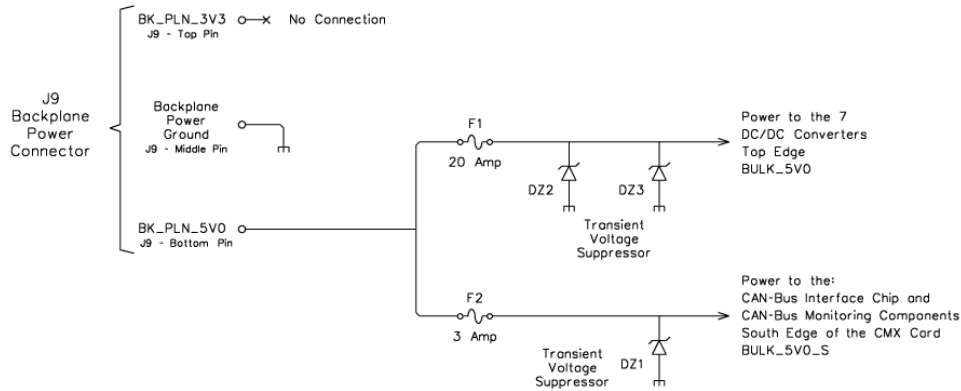 BK_PLN_3V3
J9 - Top Pin
No Connection
J9
Backplane
Power
Connector
Backplane
Power
Ground
J9 - Middle Pin
BK_PLN_5V0
J9 - Bottom Pin
F1
20 Amp
DZ2
DZ3
Transient
Voltage
Suppressor
Power to the 7
DC/DC Converters
Top Edge
BULK_5V0
F2
3 Amp
Transient
Voltage
Suppressor
DZ1
Power to the:
CAN-Bus Interface Chip and
CAN-Bus Monitoring Components
South Edge of the CMX Card
BULK_5V0_S